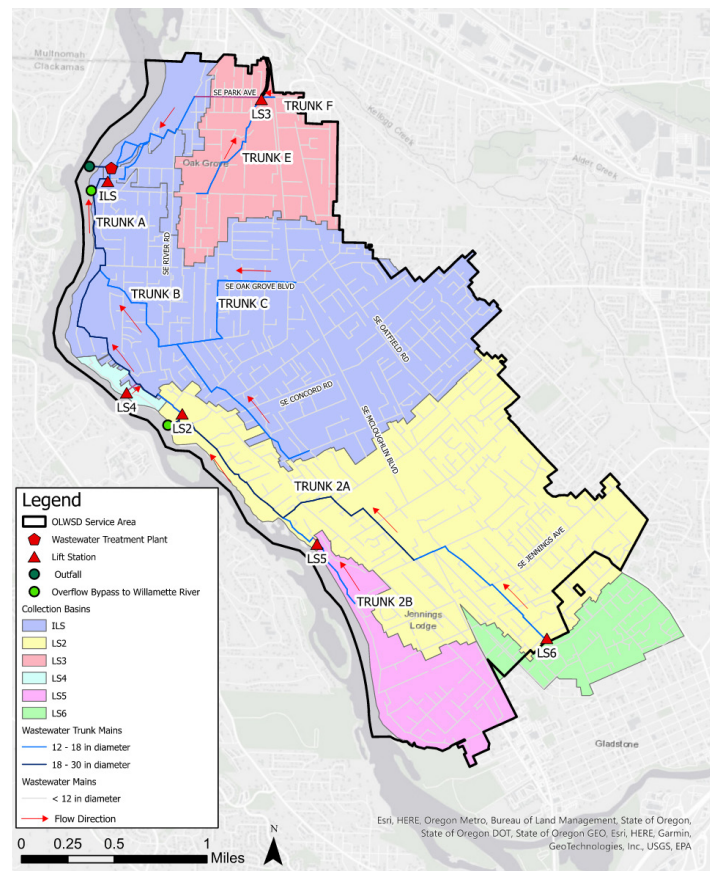 Multnomah
Clackamas
SE PARK AVE
TRUNK F
LS3
Kellogg Creek
TRUNK E
Oak Grove
Alder Creek
ILS
TRUNK A
SE RIVER RD
TRUNK B
SE OAK GROVE BLVD
TRUNK C
SE OATFIELD RD
SE CONCORD RD
LS4
LS2
SE MCLOUGHLIN BLVD
TRUNK 2A
SE JENNINGS AVE
LS5
TRUNK 2B
Jennings
Lodge
LS6
Gladstone
Legend
OLWSD Service Area
Wastewater Treatment Plant
Lift Station
Outfall
Overflow Bypass to Willamette River
Collection Basins
ILS
LS2
LS3
LS4
LS5
LS6
Wastewater Trunk Mains
12 - 18 in diameter
18 - 30 in diameter
Wastewater Mains
< 12 in diameter
Flow Direction
0 0.25 0.5 1
Miles
N
Esri, HERE, Oregon Metro, Bureau of Land Management, State of Oregon,
State of Oregon DOT, State of Oregon GEO, Esri, HERE, Garmin,
GeoTechnologies, Inc., USGS, EPA